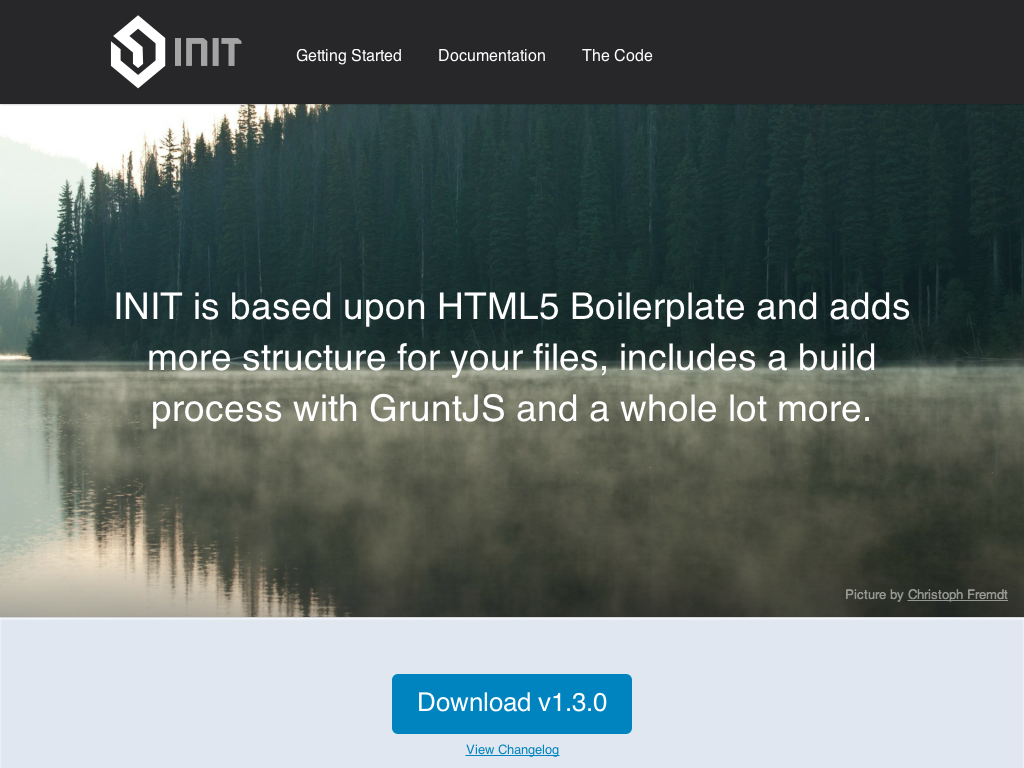 INIT
Getting Started
Documentation
The Code
INIT is based upon HTML5 Boilerplate and adds
more structure for your files, includes a build
process with GruntJS and a whole lot more.
Picture by Christoph Fremdt
Download v1.3.0
View Changelog